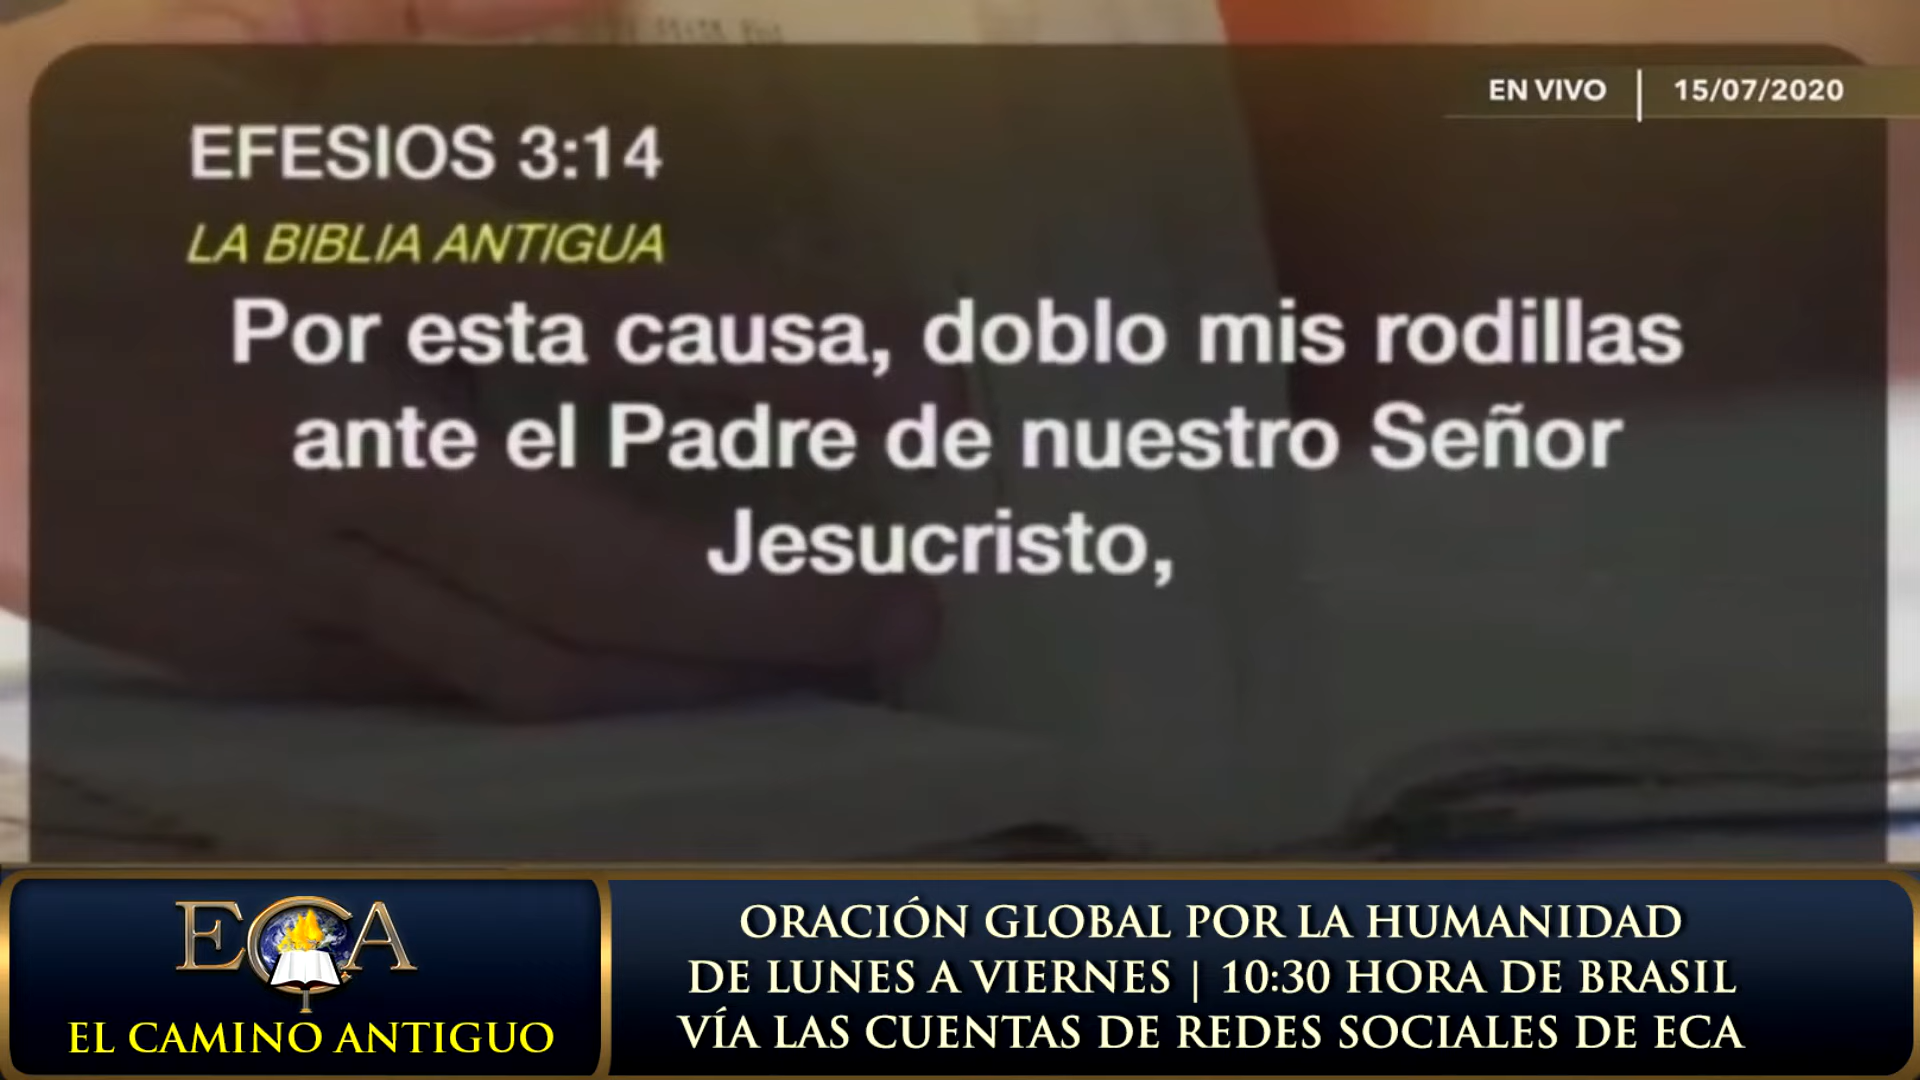 EN VIVO | 15/07/2020
EFESIOS 3:14
LA BIBLIA ANTIGUA
Por esta causa, doblo mis rodillas
ante el Padre de nuestro Señor
Jesucristo,
ECA
EL CAMINO ANTIGUO
ORACIÓN GLOBAL POR LA HUMANIDAD
DE LUNES A VIERNES | 10:30 HORA DE BRASIL
VÍA LAS CUENTAS DE REDES SOCIALES DE ECA